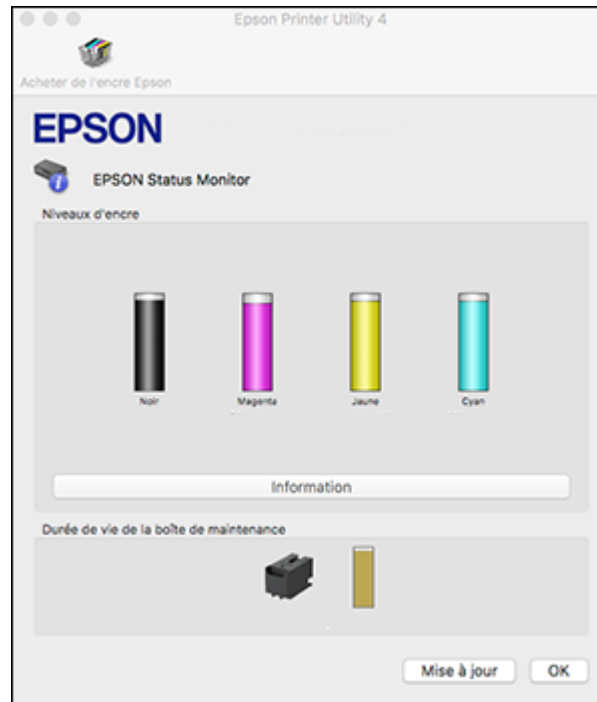 Epson Printer Utility 4
Acheter de l'encre Epson
EPSON
EPSON Status Monitor
Niveaux d'encre
Noir Magenta Jaune Cyan
Information
Durée de vie de la boîte de maintenance
Mise à jour OK